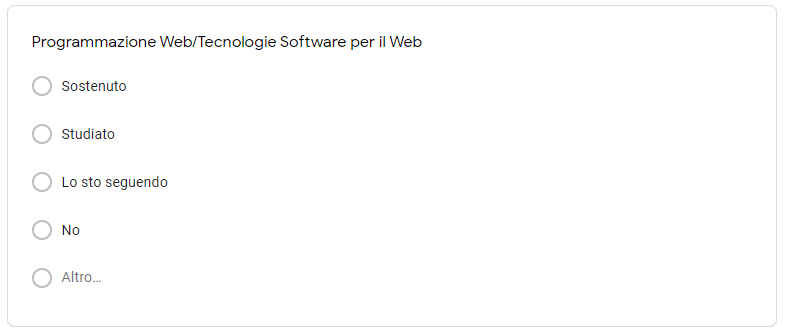 Programmazione Web/Tecnologie Software per il Web
Sostenuto
Studiato
Lo sto seguendo
No
Altro...